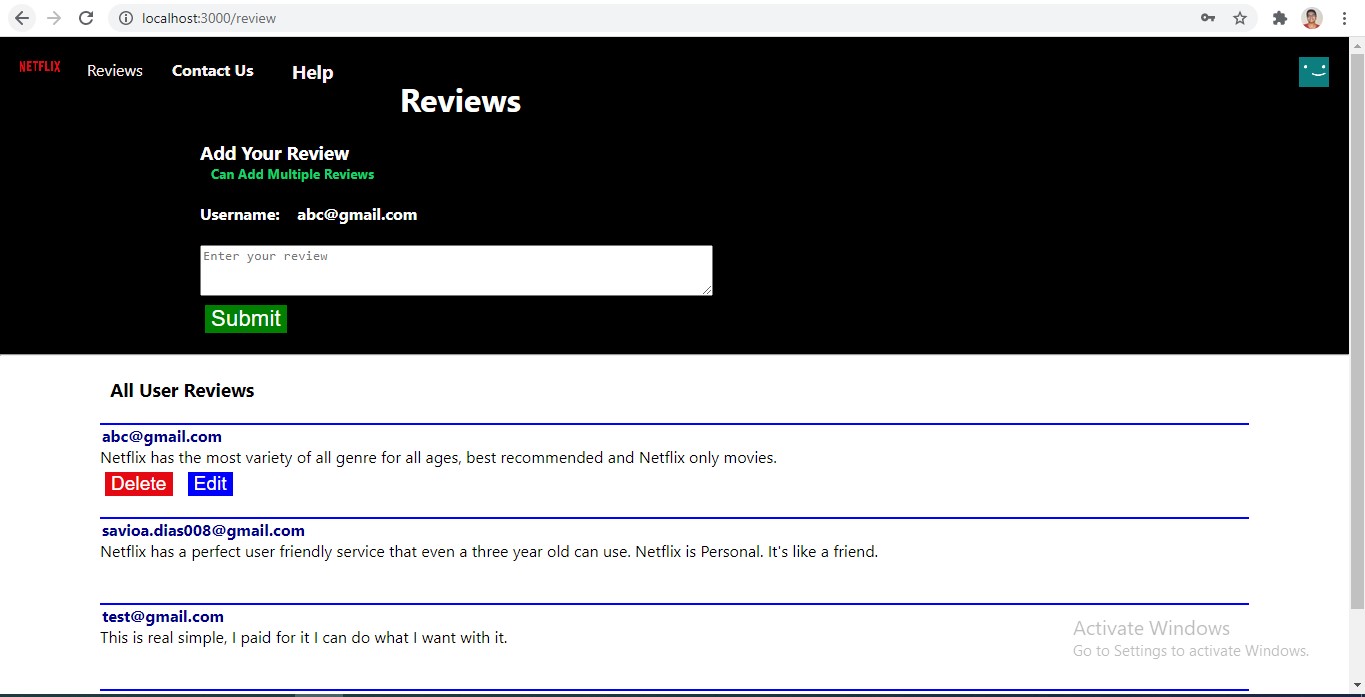 localhost:3000/review
NETFLIX Reviews Contact Us Help
Reviews
Add Your Review
Can Add Multiple Reviews
Username: abc@gmail.com
Enter your review
Submit
All User Reviews
abc@gmail.com
Netflix has the most variety of all genre for all ages, best recommended and Netflix only movies.
Delete Edit
savioa.dias008@gmail.com
Netflix has a perfect user friendly service that even a three year old can use. Netflix is Personal. It's like a friend.
test@gmail.com
This is real simple, I paid for it I can do what I want with it.
Activate Windows
Go to Settings to activate Windows.